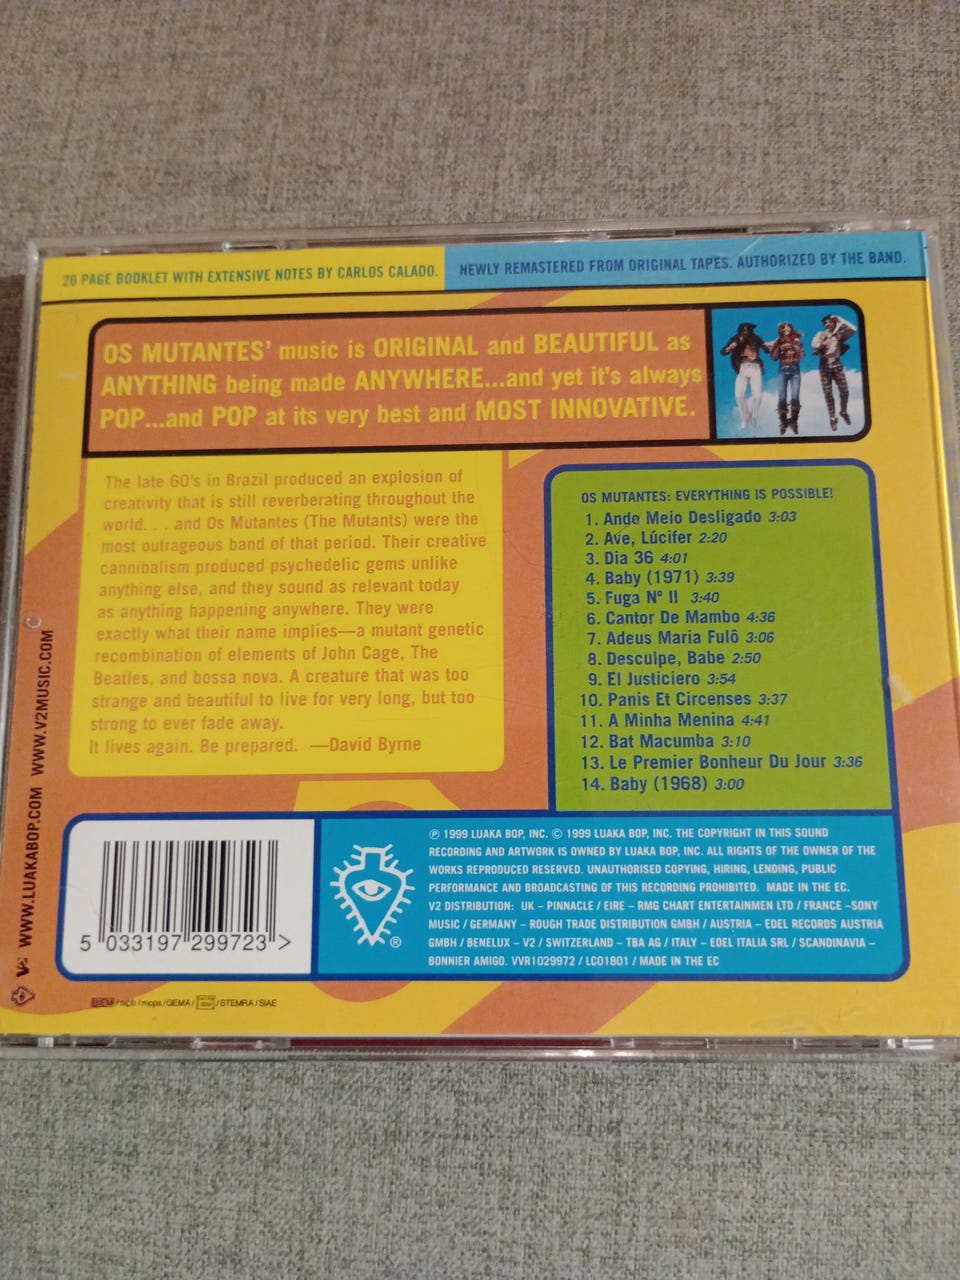 20 PAGE BOOKLET WITH EXTENSIVE NOTES BY CARLOS CALADO.
NEWLY REMASTERED FROM ORIGINAL TAPES. AUTHORIZED BY THE BAND.
OS MUTANTES' music is ORIGINAL and BEAUTIFUL as
ANYTHING being made ANYWHERE...and yet it's always
POP...and POP at its very best and MOST INNOVATIVE.
The late 60's in Brazil produced an explosion of
creativity that is still reverberating throughout the
world. . . and Os Mutantes (The Mutants) were the
most outrageous band of that period. Their creative
cannibalism produced psychedelic gems unlike
anything else, and they sound as relevant today
as anything happening anywhere. They were
exactly what their name implies—a mutant genetic
recombination of elements of John Cage, The
Beatles, and bossa nova. A creature that was too
strange and beautiful to live for very long, but too
strong to ever fade away.
It lives again. Be prepared. —David Byrne
OS MUTANTES: EVERYTHING IS POSSIBLE!
1. Ando Meio Desligado 3:03
2. Ave, Lúcifer 2:20
3. Dia 36 4:01
4. Baby (1971) 3:39
5. Fuga Nº II 3:40
6. Cantor De Mambo 4:36
7. Adeus Maria Fulô 3:06
8. Desculpe, Babe 2:50
9. El Justiciero 3:54
10. Panis Et Circenses 3:37
11. A Minha Menina 4:41
12. Bat Macumba 3:10
13. Le Premier Bonheur Du Jour 3:36
14. Baby (1968) 3:00
WWW.LUAKABOP.COM WWW.V2MUSIC.COM
V2
5 033197 299723 >
℗ 1999 LUAKA BOP, INC. © 1999 LUAKA BOP, INC. THE COPYRIGHT IN THIS SOUND
RECORDING AND ARTWORK IS OWNED BY LUAKA BOP, INC. ALL RIGHTS OF THE OWNER OF THE
WORKS REPRODUCED RESERVED. UNAUTHORISED COPYING, HIRING, LENDING, PUBLIC
PERFORMANCE AND BROADCASTING OF THIS RECORDING PROHIBITED. MADE IN THE EC.
V2 DISTRIBUTION: UK – PINNACLE / EIRE – RMG CHART ENTERTAINMEN LTD / FRANCE –SONY
MUSIC / GERMANY – ROUGH TRADE DISTRIBUTION GMBH / AUSTRIA – EDEL RECORDS AUSTRIA
GMBH / BENELUX – V2 / SWITZERLAND – TBA AG / ITALY – EDEL ITALIA SRL / SCANDINAVIA –
BONNIER AMIGO. VVR1029972 / LC01801 / MADE IN THE EC
®
BIEM / ncb / mcps / GEMA / / STEMRA / SIAE